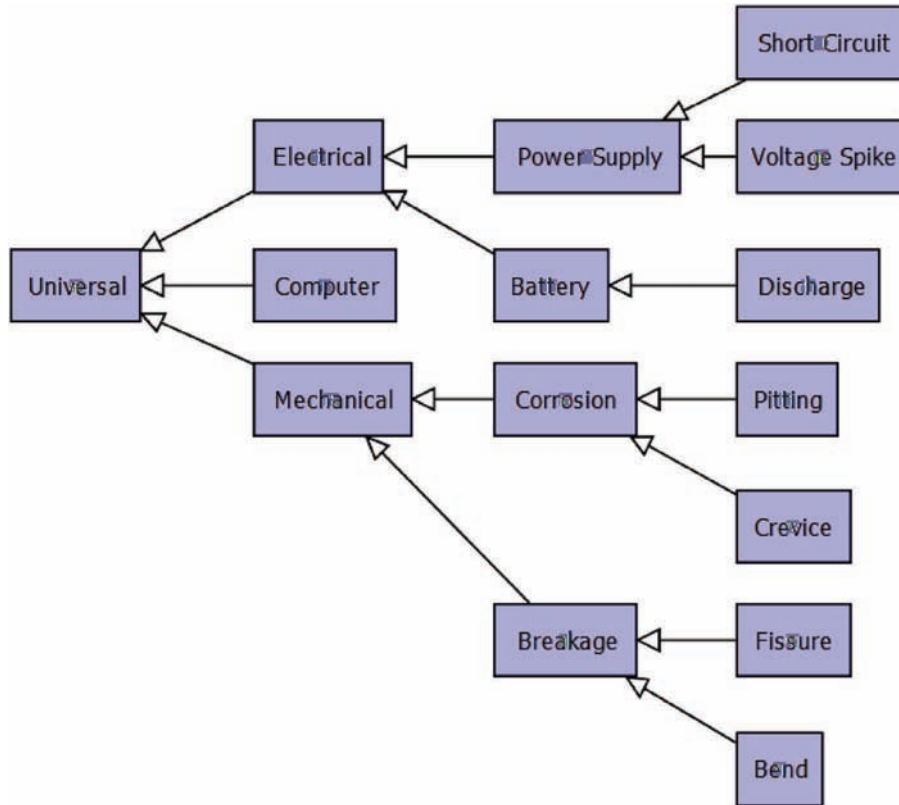 Short Circuit
Electrical
Power Supply
Voltage Spike
Universal
Computer
Battery
Discharge
Mechanical
Corrosion
Pitting
Crevice
Breakage
Fissure
Bend